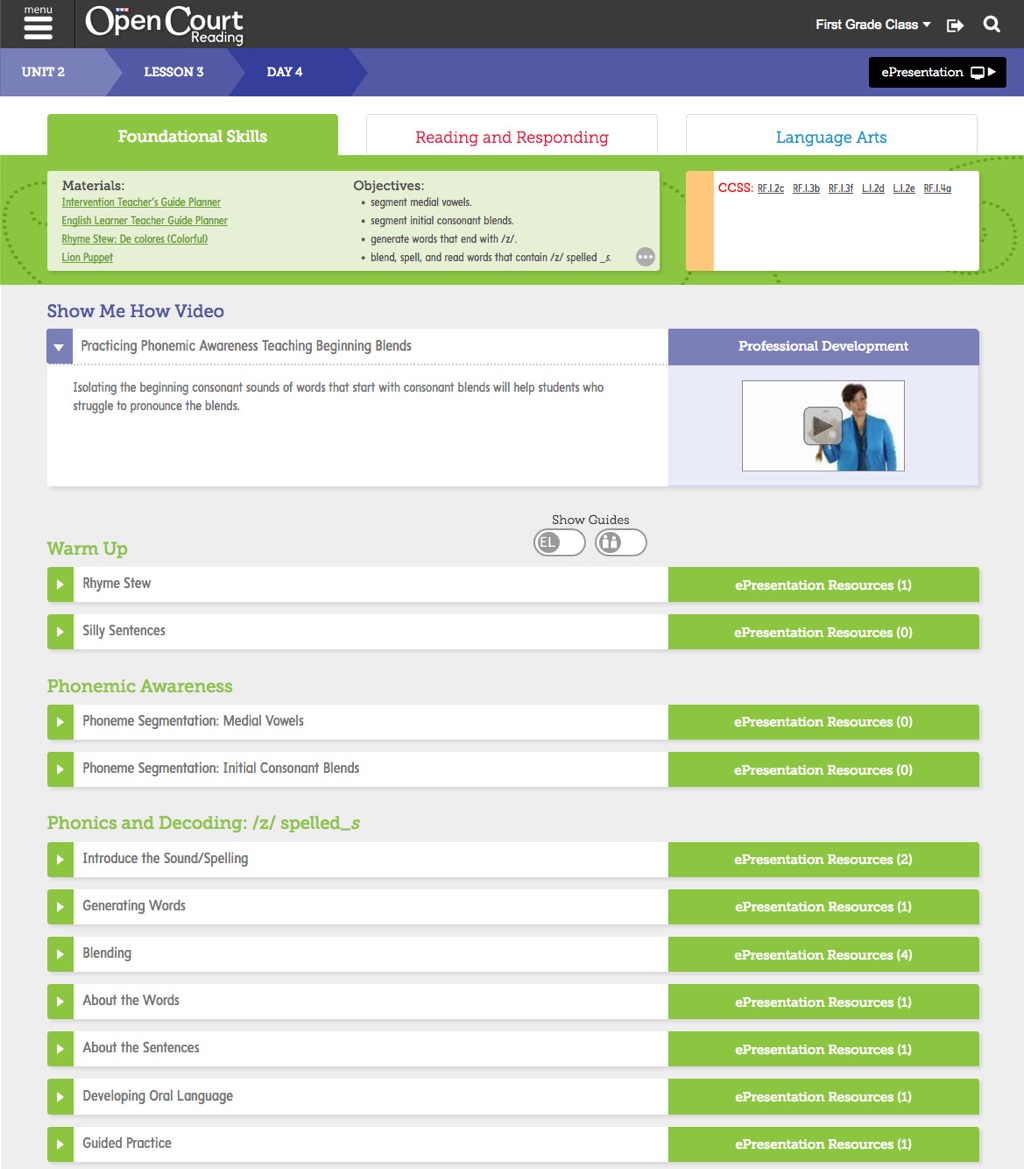 menu
Open Court
Reading
First Grade Class
UNIT 2
LESSON 3
DAY 4
ePresentation
Foundational Skills
Reading and Responding
Language Arts
Materials:
Intervention Teacher's Guide Planner
English Learner Teacher Guide Planner
Rhyme Stew: De colores (Colorful)
Lion Puppet
Objectives:
• segment medial vowels.
• segment initial consonant blends.
• generate words that end with /z/.
• blend, spell, and read words that contain /z/ spelled _s.
CCSS: RF.1.2c RF.1.3b RF.1.3f L.1.2d L.1.2e RF.1.4a
Show Me How Video
Practicing Phonemic Awareness Teaching Beginning Blends
Professional Development
Isolating the beginning consonant sounds of words that start with consonant blends will help students who
struggle to pronounce the blends.
Show Guides
EL
Warm Up
Rhyme Stew
ePresentation Resources (1)
Silly Sentences
ePresentation Resources (0)
Phonemic Awareness
Phoneme Segmentation: Medial Vowels
ePresentation Resources (0)
Phoneme Segmentation: Initial Consonant Blends
ePresentation Resources (0)
Phonics and Decoding: /z/ spelled_s
Introduce the Sound/Spelling
ePresentation Resources (2)
Generating Words
ePresentation Resources (1)
Blending
ePresentation Resources (4)
About the Words
ePresentation Resources (1)
About the Sentences
ePresentation Resources (1)
Developing Oral Language
ePresentation Resources (1)
Guided Practice
ePresentation Resources (1)